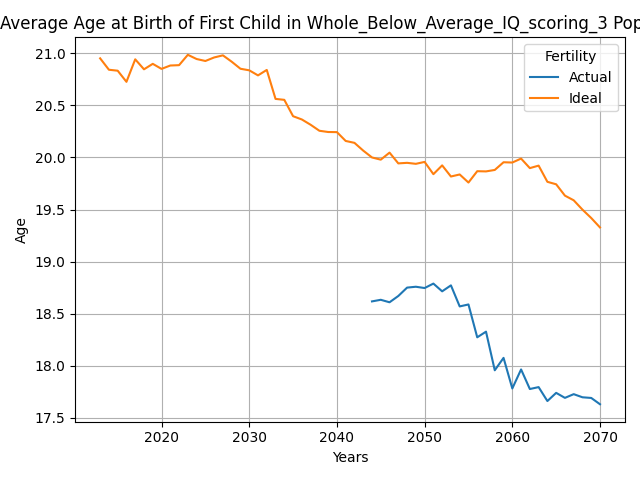 Average Age at Birth of First Child in Whole_Below_Average_IQ_scoring_3 Pop
21.0
20.5
20.0
19.5
19.0
18.5
18.0
17.5
Age
Fertility
Actual
Ideal
2020 2030 2040 2050 2060 2070
Years